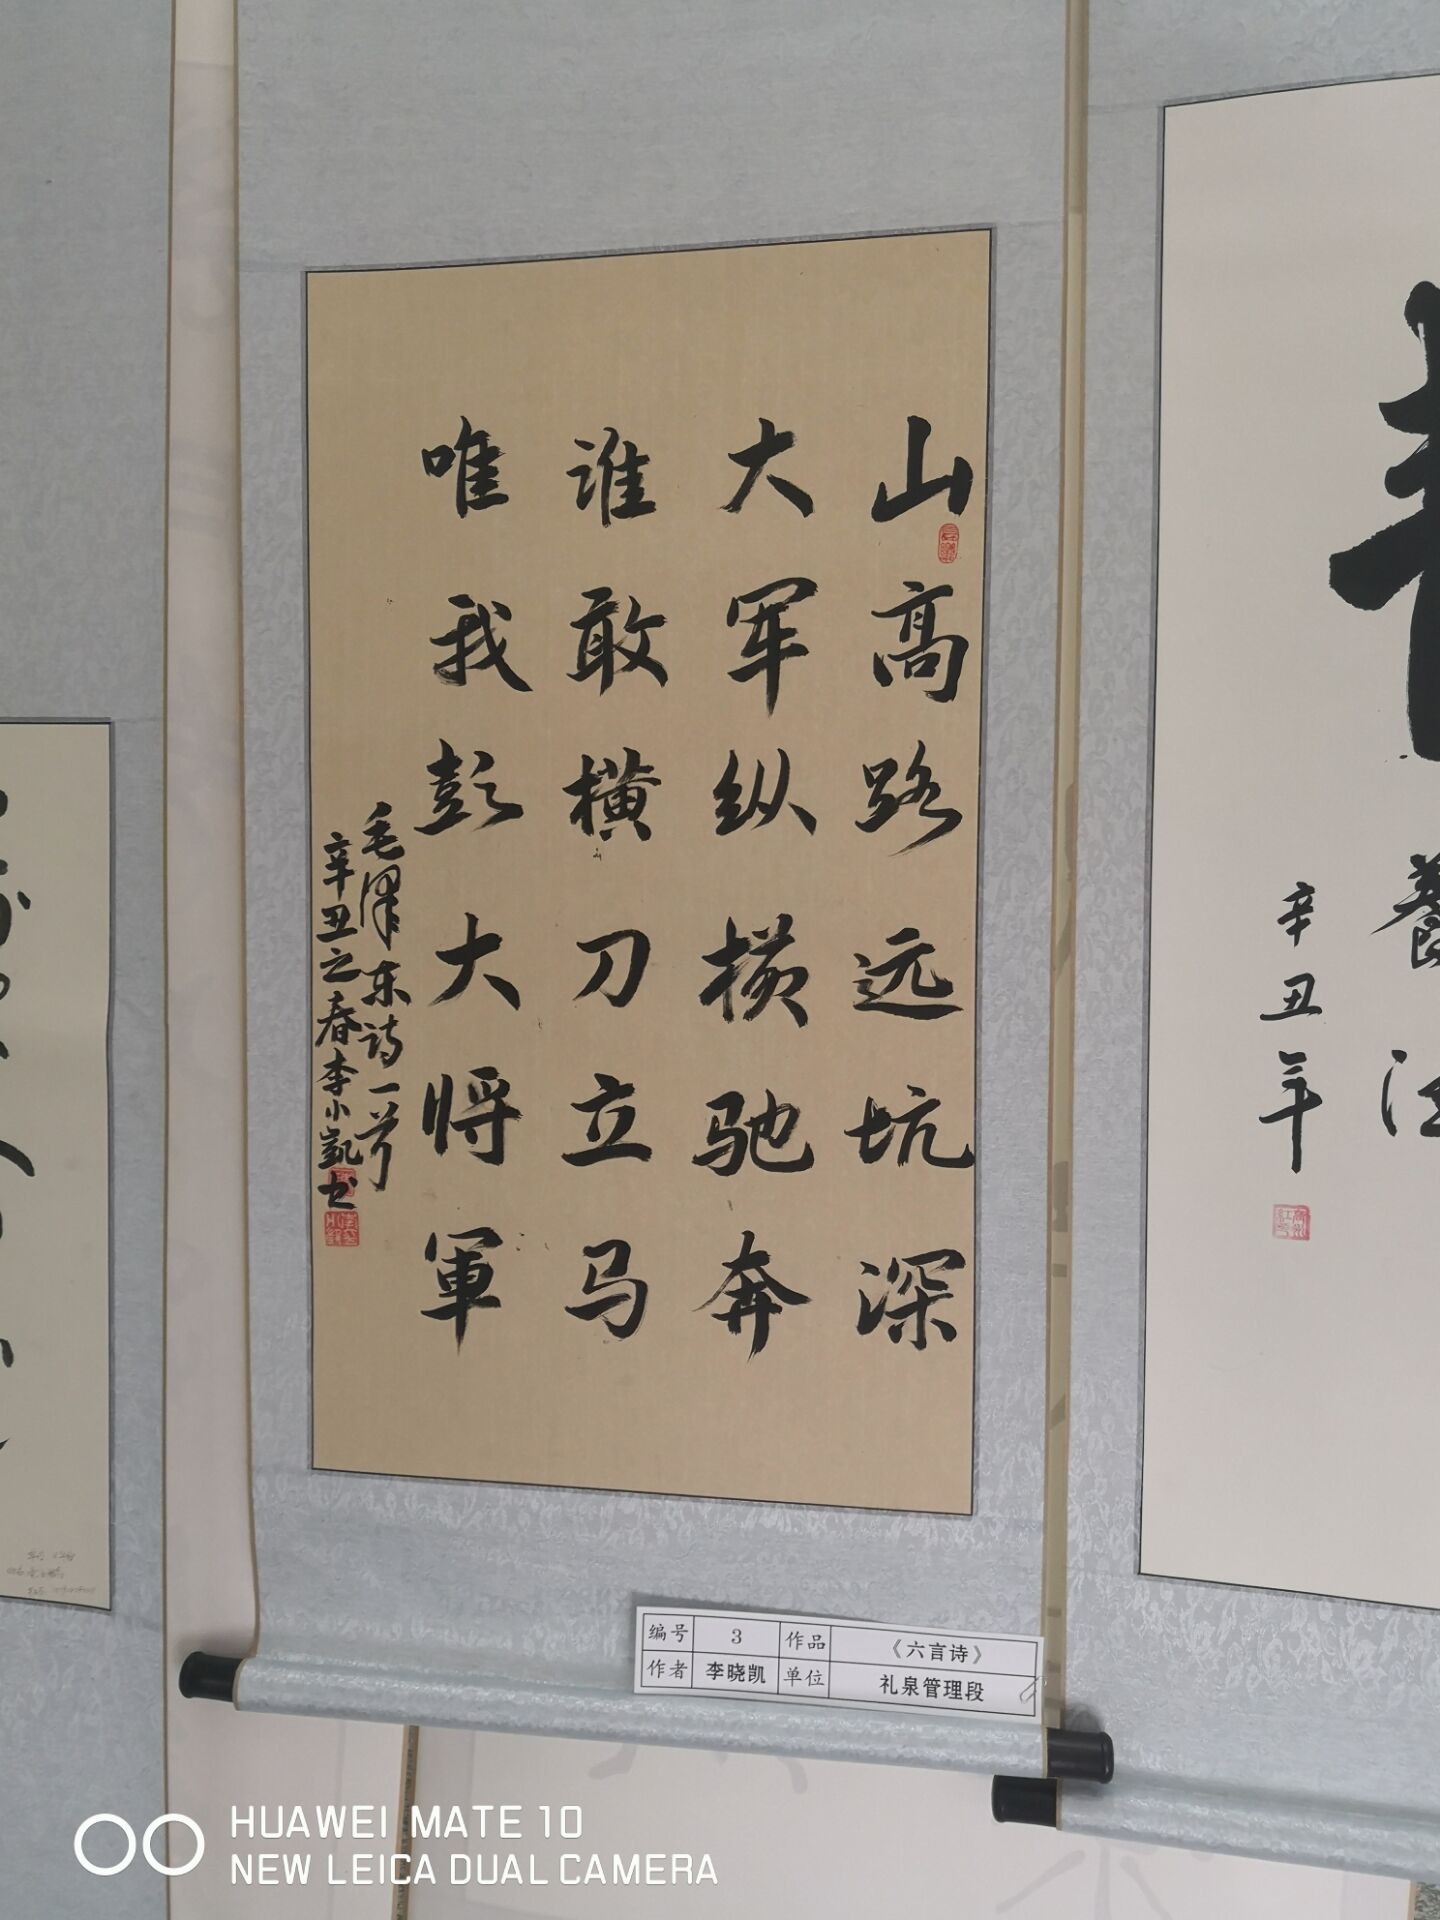 山高路远坑深
大军纵横驰奔
谁敢横刀立马
唯我彭大将軍
毛泽东诗一首
辛丑之春李小凱书
養
辛丑年
编号 3 作品 《六言诗》
作者 李晓凯 单位 礼泉管理段
HUAWEI MATE 10
NEW LEICA DUAL CAMERA